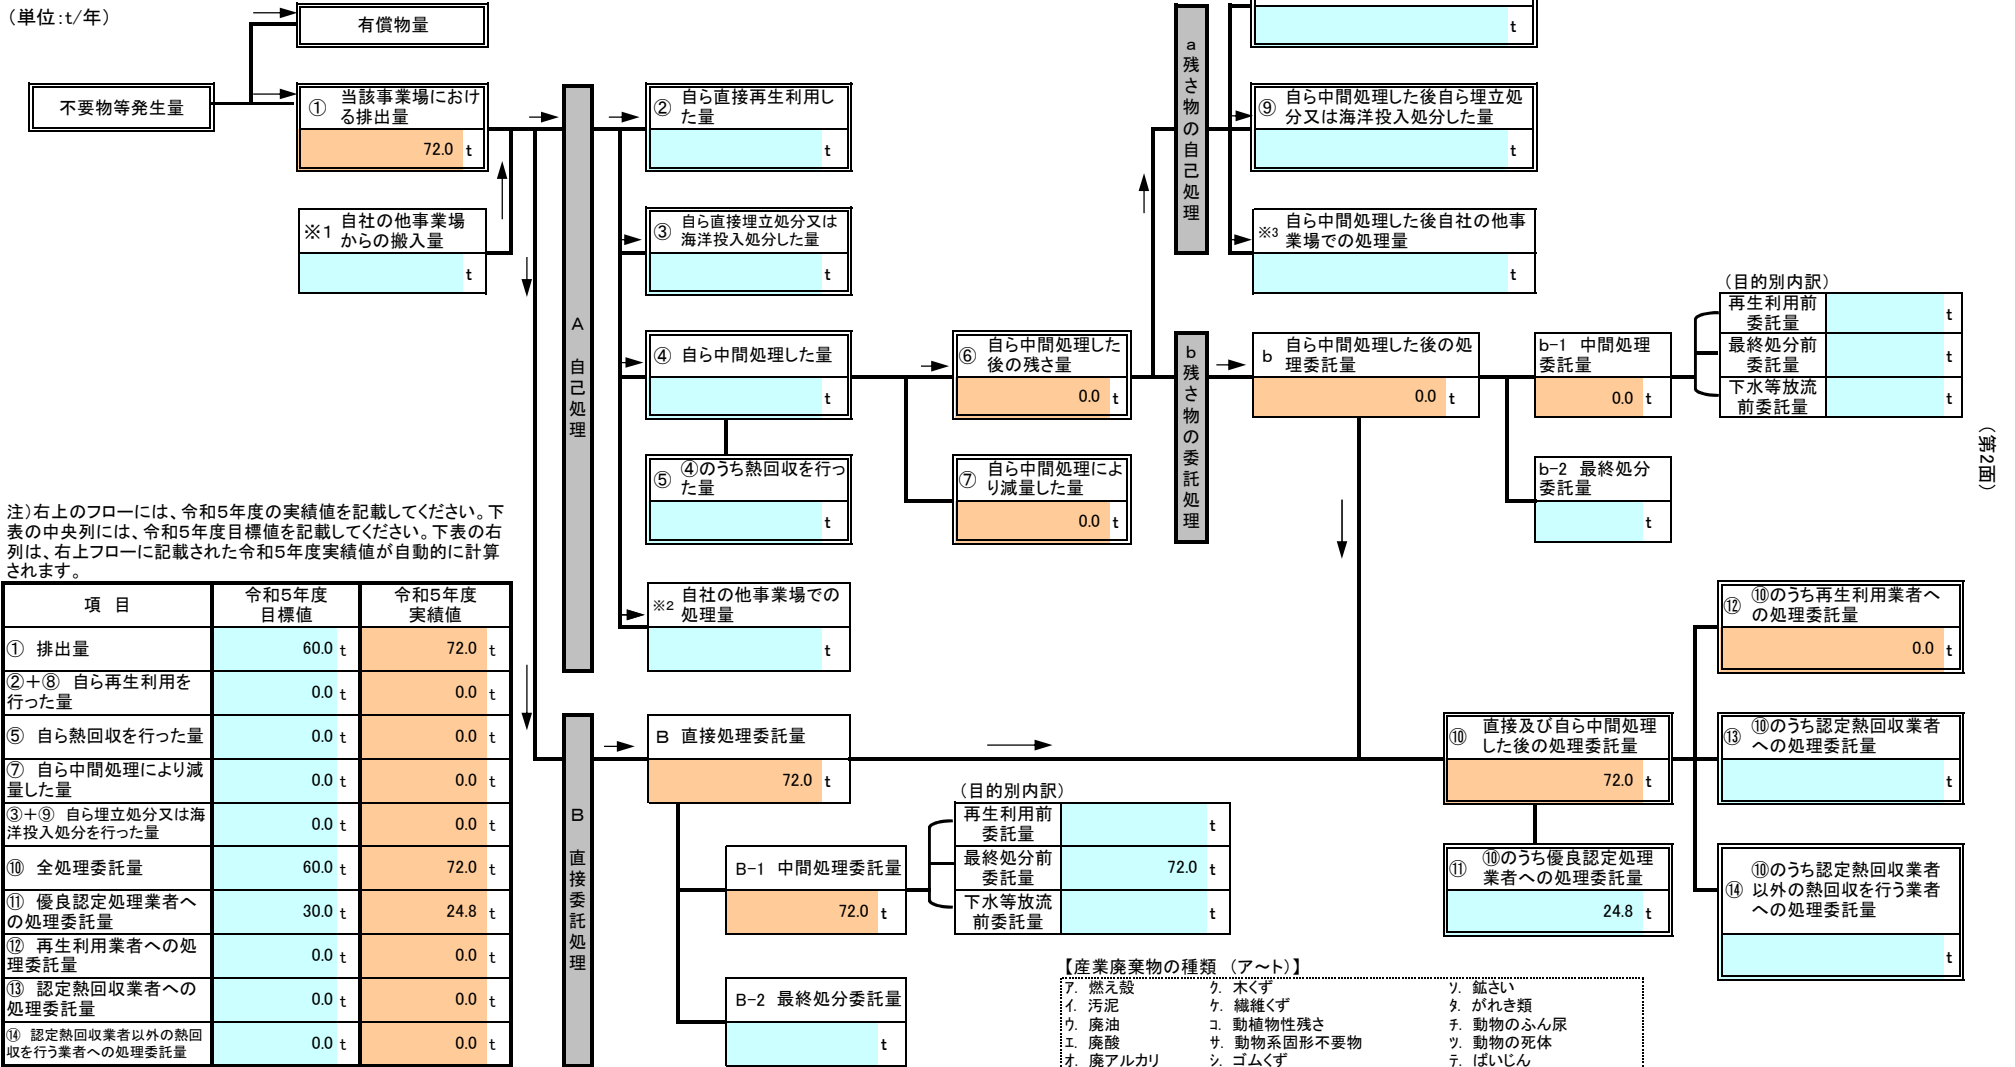 （単位:t/年）
有償物量
不要物等発生量
① 当該事業場におけ
る排出量
72.0 t
※1 自社の他事業場
からの搬入量
t
A 自己処理
② 自ら直接再生利用し
た量
t
③ 自ら直接埋立処分又は
海洋投入処分した量
t
④ 自ら中間処理した量
t
⑤ ④のうち熱回収を行っ
た量
t
※2 自社の他事業場での
処理量
t
⑥ 自ら中間処理した
後の残さ量
0.0 t
⑦ 自ら中間処理によ
り減量した量
0.0 t
a残さ物の自己処理
t
⑨ 自ら中間処理した後自ら埋立処
分又は海洋投入処分した量
t
※3 自ら中間処理した後自社の他事
業場での処理量
t
b残さ物の委託処理
b 自ら中間処理した後の処
理委託量
0.0 t
b-1 中間処理
委託量
0.0 t
b-2 最終処分
委託量
t
（目的別内訳）
再生利用前
委託量
t
最終処分前
委託量
t
下水等放流
前委託量
t
（第2面）
注）右上のフローには、令和5年度の実績値を記載してください。下
表の中央列には、令和5年度目標値を記載してください。下表の右
列は、右上フローに記載された令和5年度実績値が自動的に計算
されます。
項 目 令和5年度
目標値 令和5年度
実績値
① 排出量 60.0 t 72.0 t
②＋⑧ 自ら再生利用を
行った量 0.0 t 0.0 t
⑤ 自ら熱回収を行った量 0.0 t 0.0 t
⑦ 自ら中間処理により減
量した量 0.0 t 0.0 t
③＋⑨ 自ら埋立処分又は海
洋投入処分を行った量 0.0 t 0.0 t
⑩ 全処理委託量 60.0 t 72.0 t
⑪ 優良認定処理業者へ
の処理委託量 30.0 t 24.8 t
⑫ 再生利用業者への処
理委託量 0.0 t 0.0 t
⑬ 認定熱回収業者への
処理委託量 0.0 t 0.0 t
⑭ 認定熱回収業者以外の熱回
収を行う業者への処理委託量 0.0 t 0.0 t
B 直接委託処理
B 直接処理委託量
72.0 t
B-1 中間処理委託量
72.0 t
B-2 最終処分委託量
t
（目的別内訳）
再生利用前
委託量
t
最終処分前
委託量
72.0 t
下水等放流
前委託量
t
⑩ 直接及び自ら中間処理
した後の処理委託量
72.0 t
⑪ ⑩のうち優良認定処理
業者への処理委託量
24.8 t
⑫ ⑩のうち再生利用業者へ
の処理委託量
0.0 t
⑬ ⑩のうち認定熱回収業者
への処理委託量
t
⑭ ⑩のうち認定熱回収業者
以外の熱回収を行う業者
への処理委託量
t
【産業廃棄物の種類 （ア～ト）】
ア. 燃え殻 ク. 木くず ソ. 鉱さい
イ. 汚泥 ケ. 繊維くず タ. がれき類
ウ. 廃油 コ. 動植物性残さ チ. 動物のふん尿
エ. 廃酸 サ. 動物系固形不要物 ツ. 動物の死体
オ. 廃アルカリ シ. ゴムくず テ. ばいじん